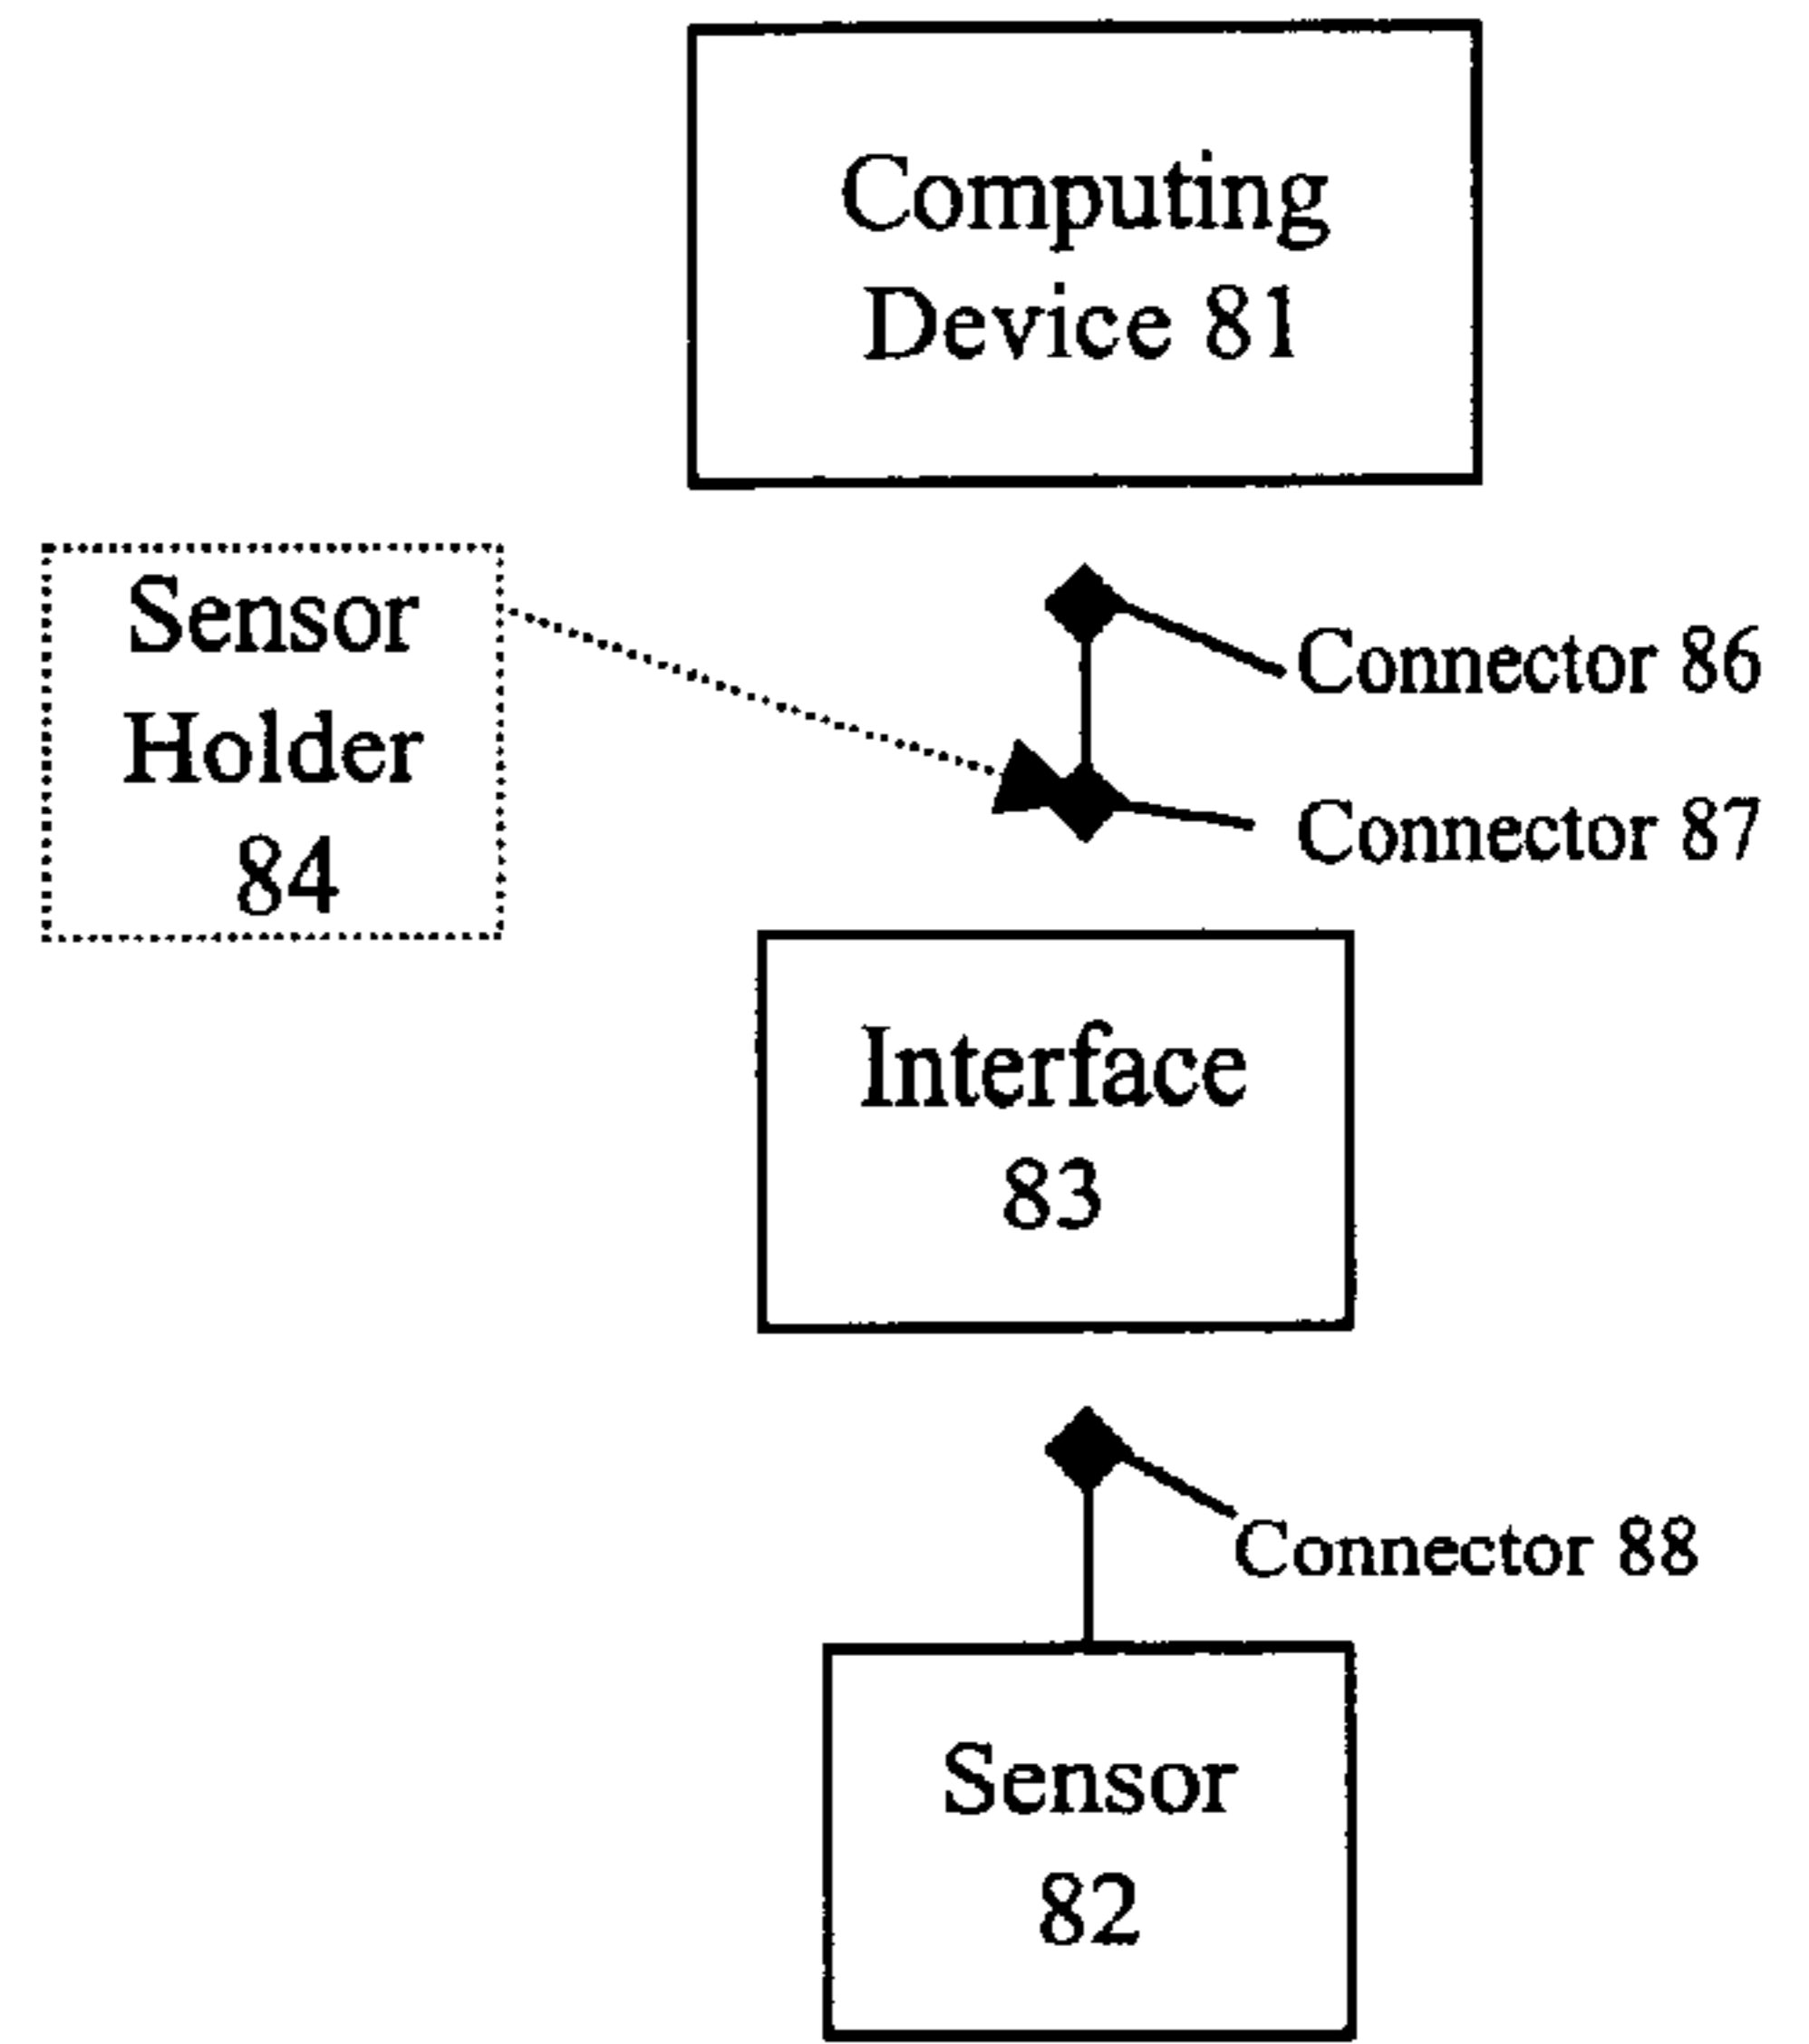 Computing
Device 81
Sensor
Holder
84
Connector 86
Connector 87
Interface
83
Connector 88
Sensor
82